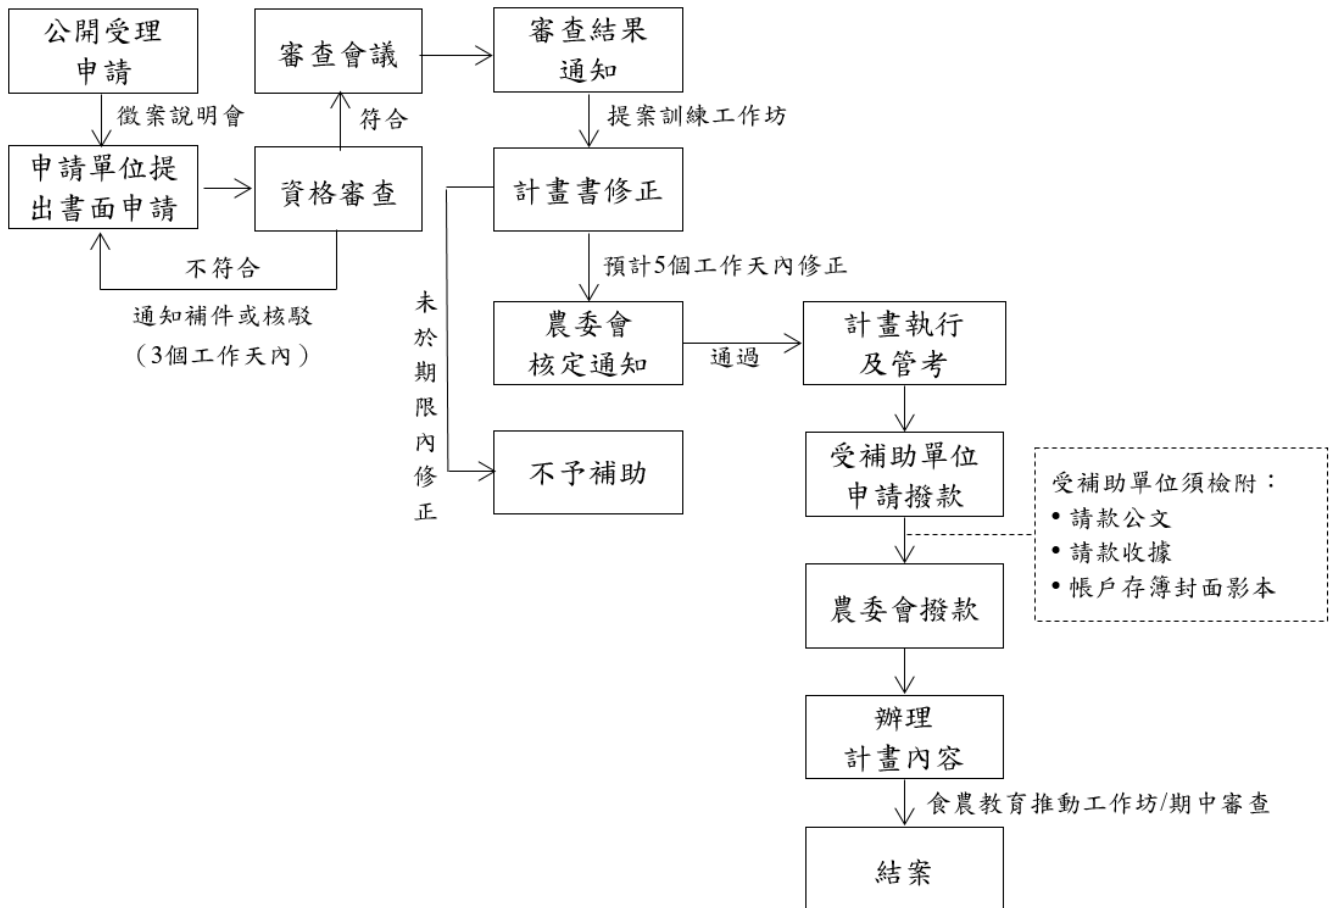 公開受理
申請
徵案說明會
申請單位提
出書面申請
不符合
通知補件或核駁
（3個工作天內）
資格審查
符合
審查會議
審查結果
通知
提案訓練工作坊
計畫書修正
未於期限內修正
不予補助
預計5個工作天內修正
農委會
核定通知
通過
計畫執行
及管考
受補助單位
申請撥款
受補助單位須檢附：
•請款公文
•請款收據
•帳戶存簿封面影本
農委會撥款
辦理
計畫內容
食農教育推動工作坊/期中審查
結案